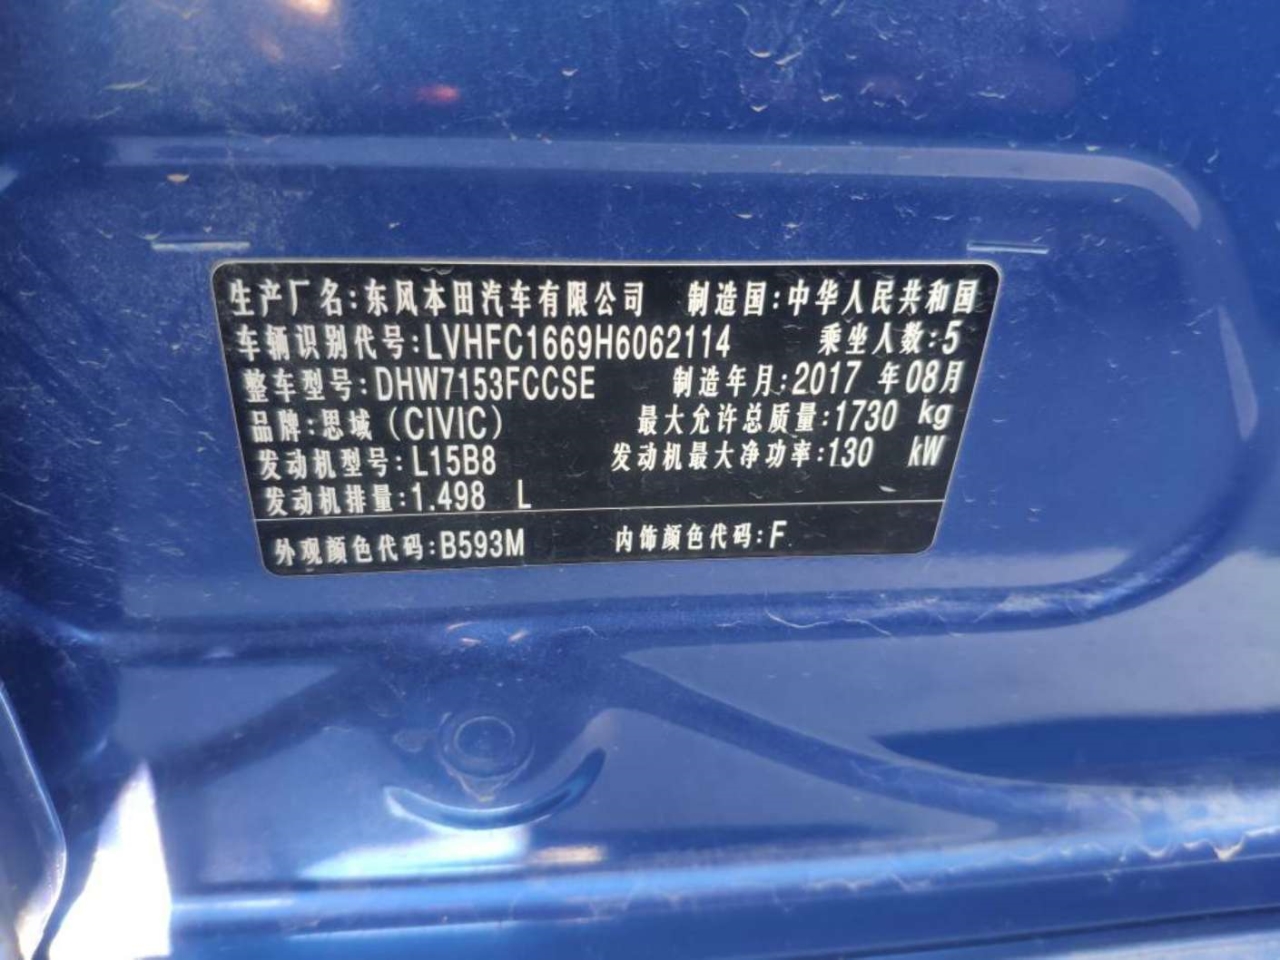 生产厂名:东风本田汽车有限公司 制造国:中华人民共和国
车辆识别代号:LVHFC1669H6062114 乘坐人数:5
整车型号:DHW7153FCCSE 制造年月:2017 年08月
品牌:思域(CIVIC) 最大允许总质量:1730 kg
发动机型号:L15B8 发动机最大净功率:130 kW
发动机排量:1.498 L
外观颜色代码:B593M 内饰颜色代码:F